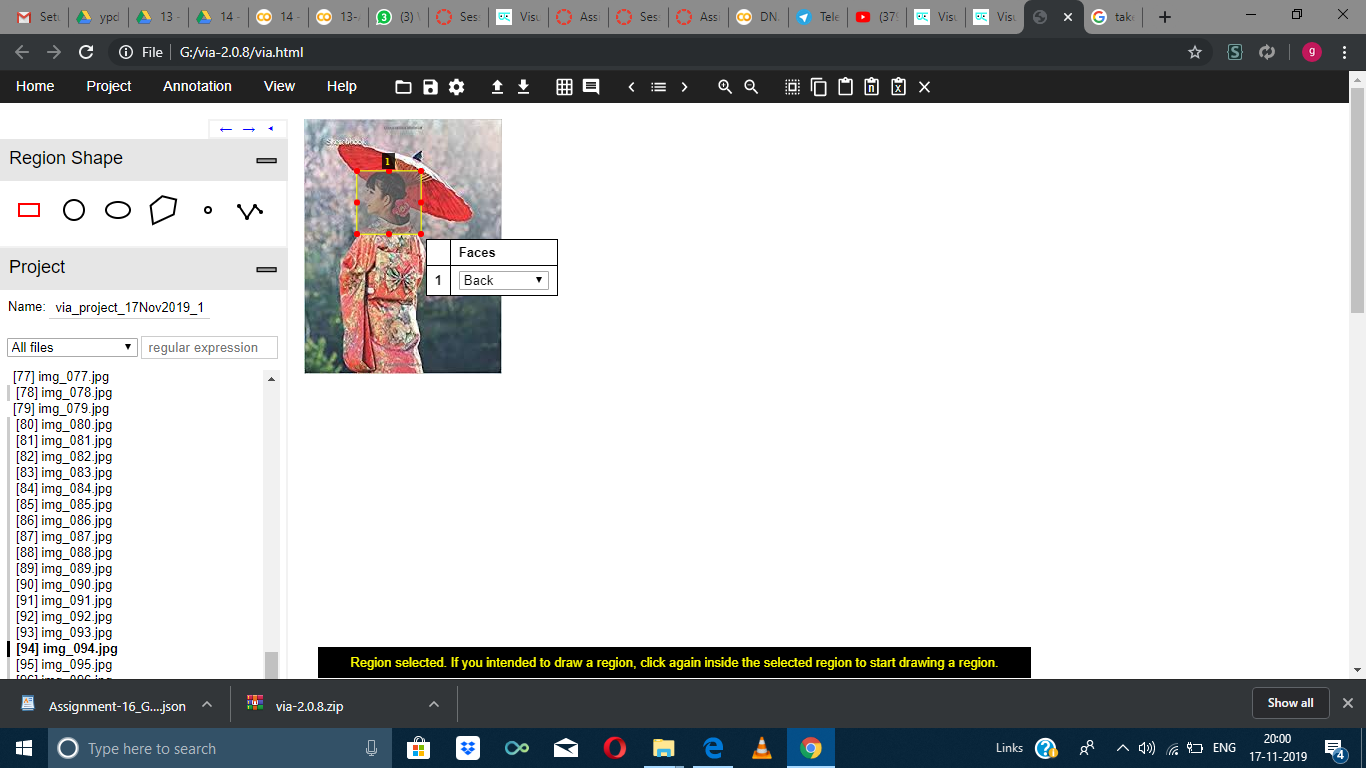 Set
ypd
13 -
14 -
14 -
13-
(3) 
Ses
Visu
Ass
Ses
Ass
DN
Tele
(379
Visu
Visu
tak
File | G:/via-2.0.8/via.html
g
Home Project Annotation View Help
Region Shape
Project
Name: via_project_17Nov2019_1
All files regular expression
[77] img_077.jpg
[78] img_078.jpg
[79] img_079.jpg
[80] img_080.jpg
[81] img_081.jpg
[82] img_082.jpg
[83] img_083.jpg
[84] img_084.jpg
[85] img_085.jpg
[86] img_086.jpg
[87] img_087.jpg
[88] img_088.jpg
[89] img_089.jpg
[90] img_090.jpg
[91] img_091.jpg
[92] img_092.jpg
[93] img_093.jpg
[94] img_094.jpg
[95] img_095.jpg
1
Faces
1 Back
Region selected. If you intended to draw a region, click again inside the selected region to start drawing a region.
Assignment-16_G....json
via-2.0.8.zip
Show all
Type here to search
Links
ENG
20:00
17-11-2019
4